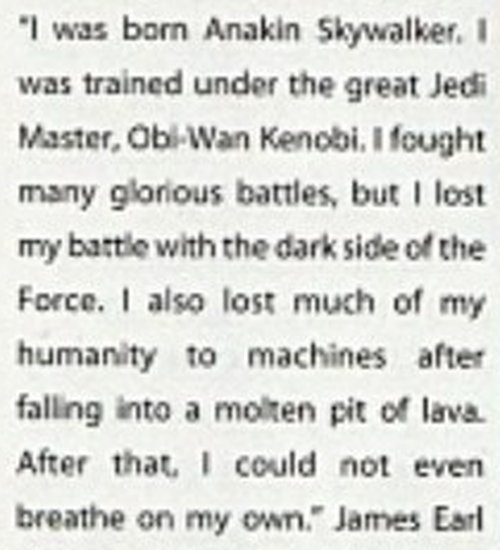 "I was born Anakin Skywalker. I
was trained under the great Jedi
Master, Obi-Wan Kenobi. I fought
many glorious battles, but I lost
my battle with the dark side of the
Force. I also lost much of my
humanity to machines after
falling into a molten pit of lava.
After that, I could not even
breathe on my own." James Earl